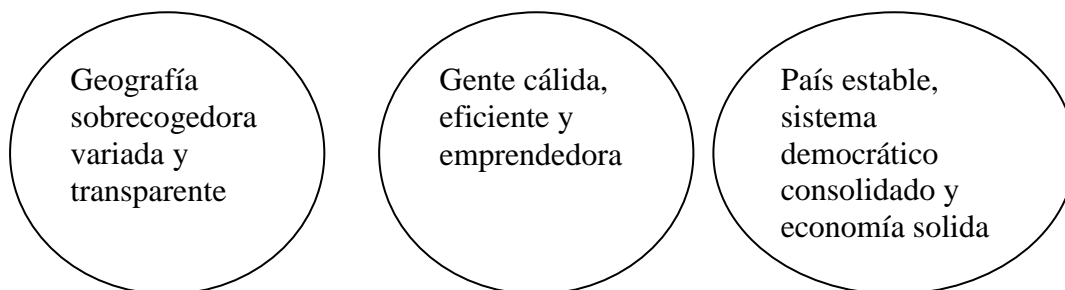 Geografía
sobrecogedora
variada y
transparente
Gente cálida,
eficiente y
emprendedora
País estable,
sistema
democrático
consolidado y
economía solida